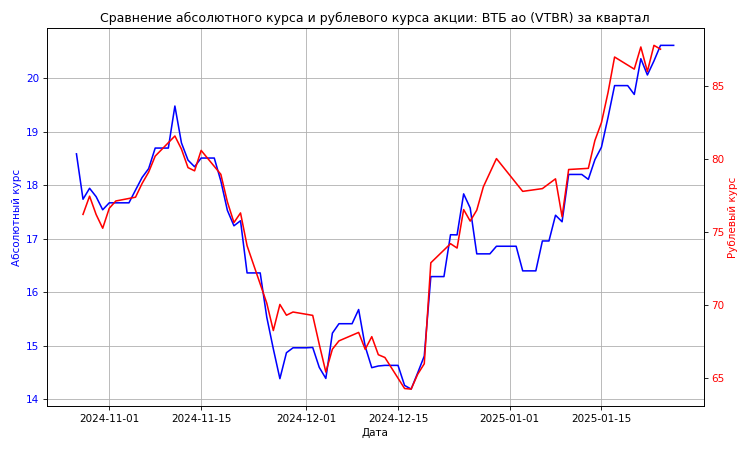 Сравнение абсолютного курса и рублевого курса акции: ВТБ ао (VTBR) за квартал
Абсолютный курс
20
19
18
17
16
15
14
85
80
75
70
65
Рублевый курс
2024-11-01 2024-11-15 2024-12-01 2024-12-15 2025-01-01 2025-01-15
Дата